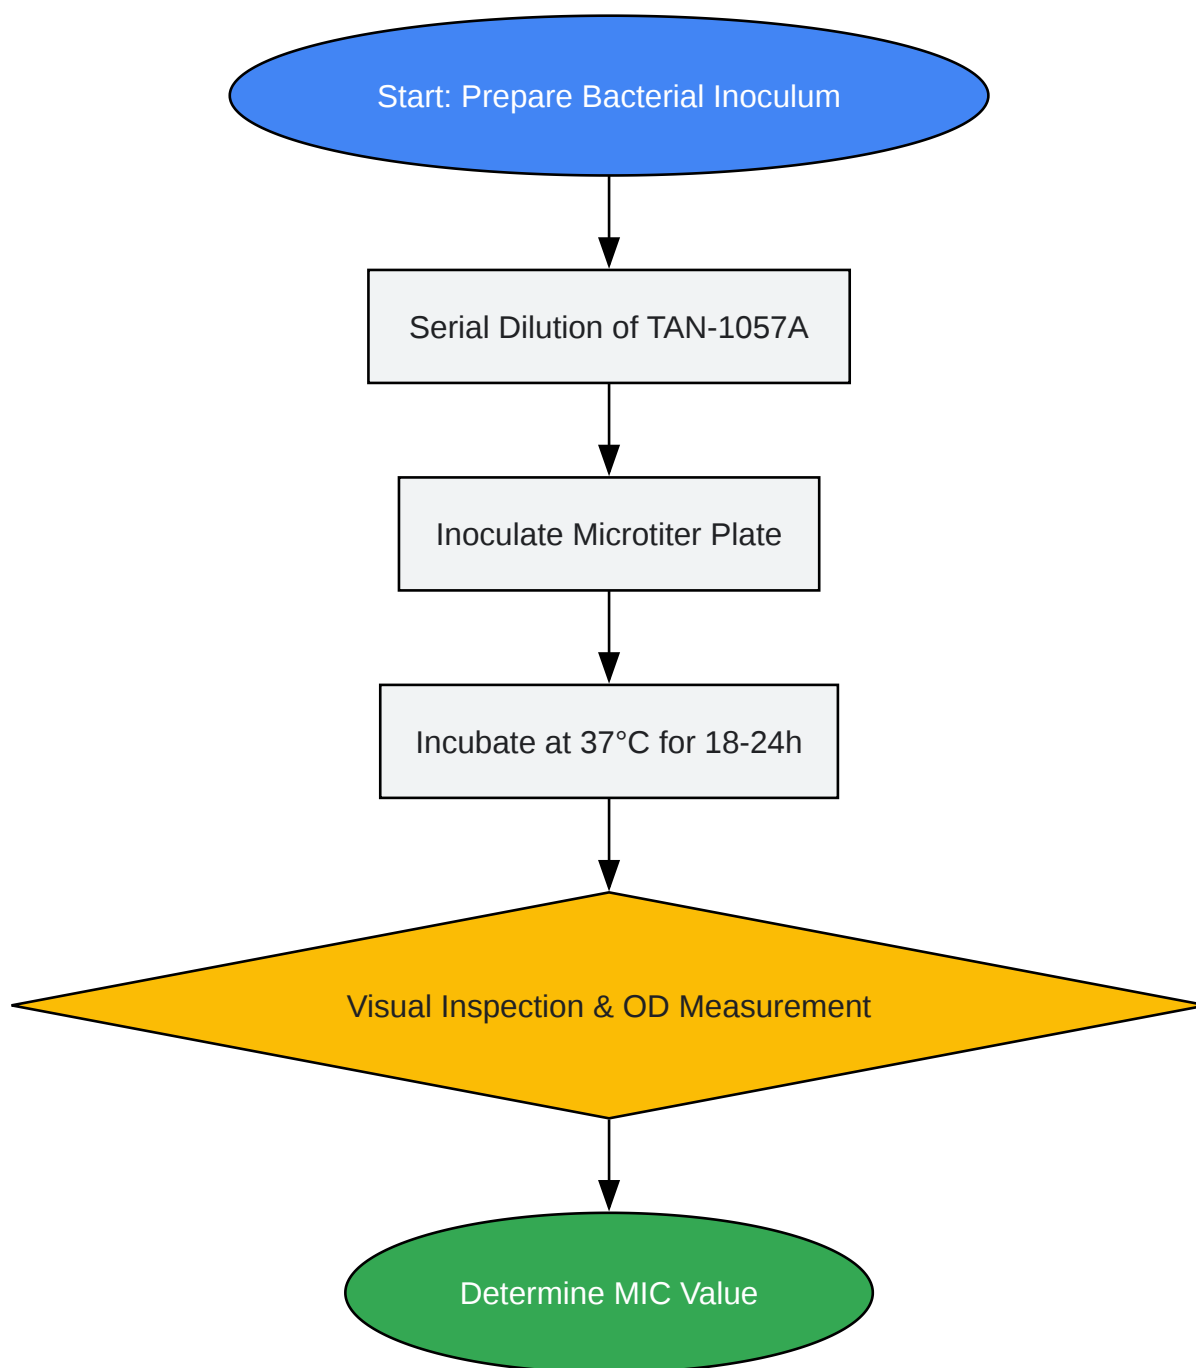 Start: Prepare Bacterial Inoculum
Serial Dilution of TAN-1057A
Inoculate Microtiter Plate
Incubate at 37°C for 18-24h
Visual Inspection & OD Measurement
Determine MIC Value